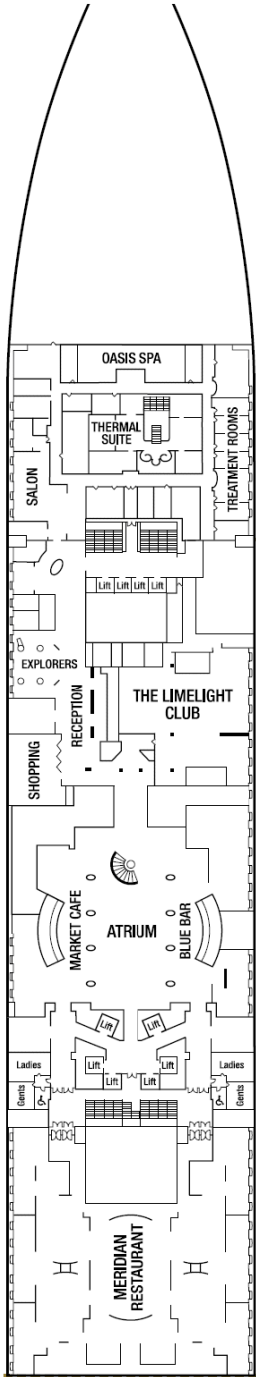 OASIS SPA
THERMAL
SUITE
SALON
TREATMENT ROOMS
Lift Lift Lift Lift
EXPLORERS
RECEPTION
THE LIMELIGHT
CLUB
SHOPPING
MARKET CAFE
ATRIUM
BLUE BAR
Lift Lift
Lift Lift
Lift Lift
Ladies Ladies
Gents Gents
MERIDIAN
RESTAURANT